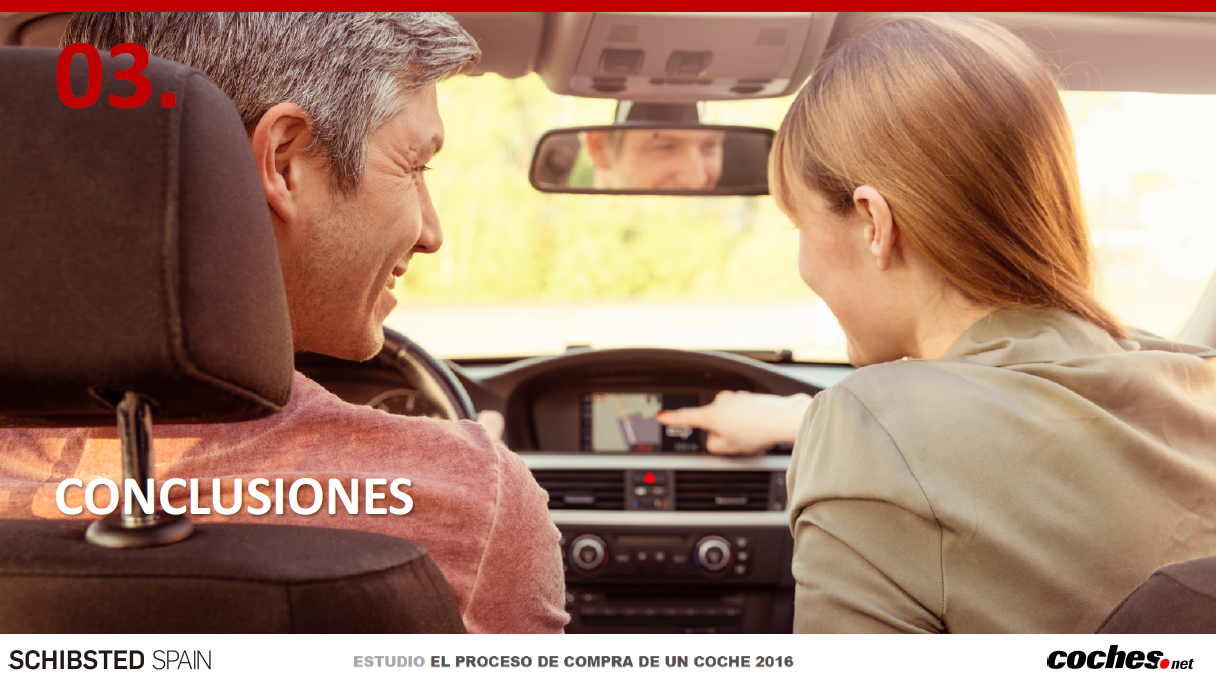 03.
CONCLUSIONES
SCHIBSTED SPAIN
ESTUDIO EL PROCESO DE COMPRA DE UN COCHE 2016
coches.net